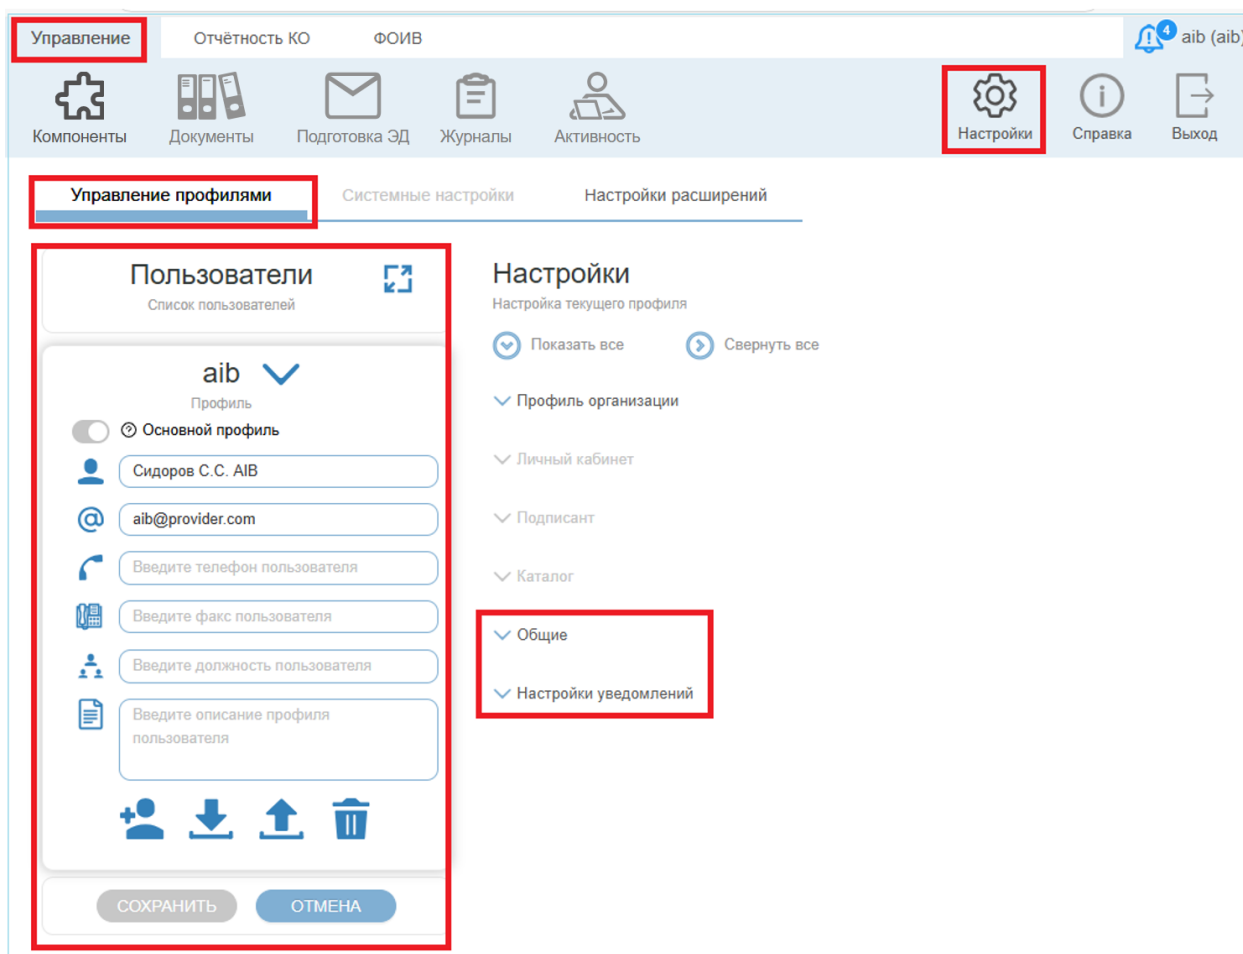 Управление
Отчётность КО
ФОИВ
4
aib (aib)
Компоненты
Документы
Подготовка ЭД
Журналы
Активность
Настройки
Справка
Выход
Управление профилями
Системные настройки
Настройки расширений
Пользователи
Список пользователей
aib
Профиль
Основной профиль
Сидоров С.С. AIB
aib@provider.com
Введите телефон пользователя
Введите факс пользователя
Введите должность пользователя
Введите описание профиля
пользователя
СОХРАНИТЬ
ОТМЕНА
Настройки
Настройка текущего профиля
Показать все
Свернуть все
Профиль организации
Личный кабинет
Подписант
Каталог
Общие
Настройки уведомлений